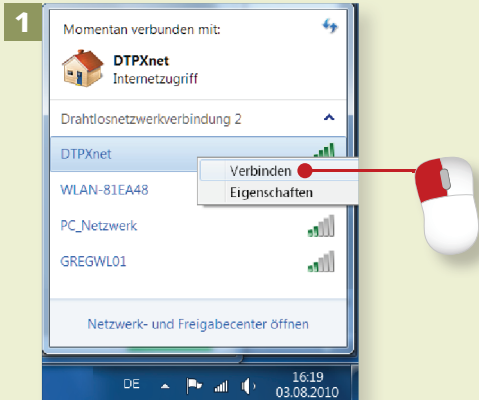 1
Momentan verbunden mit:
DTPXnet
Internetzugriff
Drahtlosnetzwerkverbindung 2
DTPXnet
Verbinden
WLAN-81EA48
Eigenschaften
PC_Netzwerk
GREGWL01
Netzwerk- und Freigabecenter öffnen
DE
16:19
03.08.2010